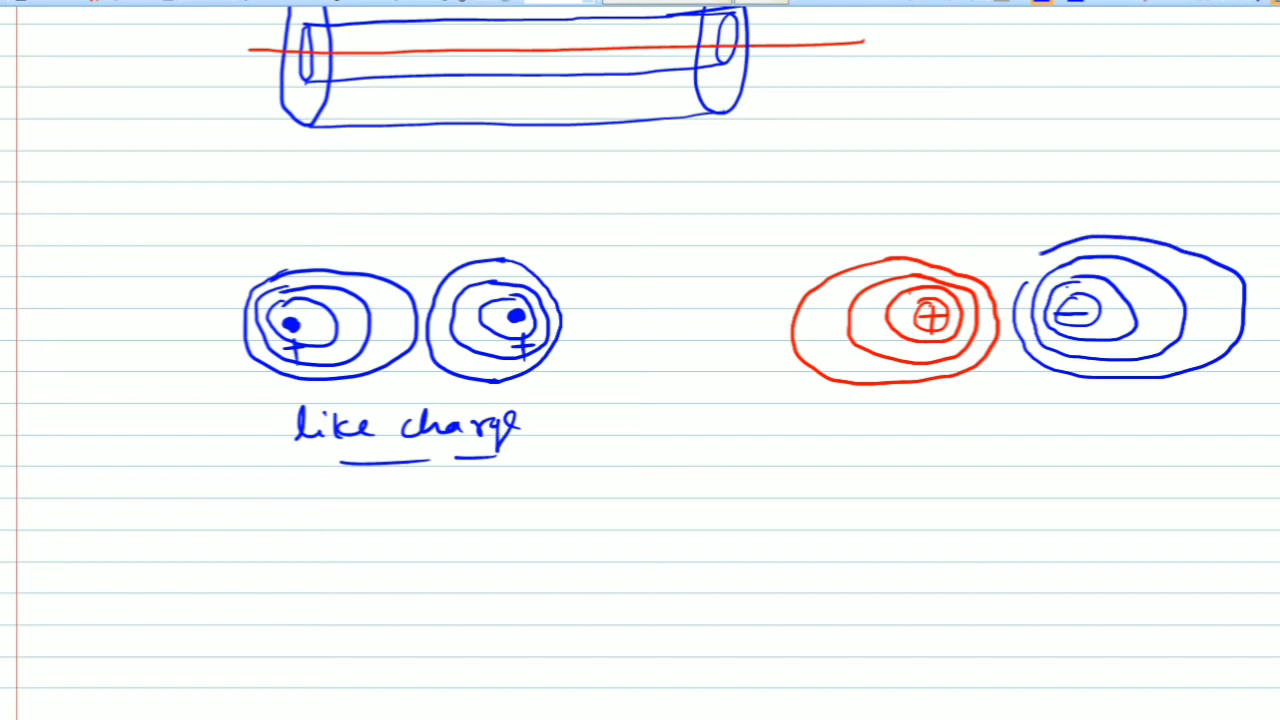 + +
+ −
like charge